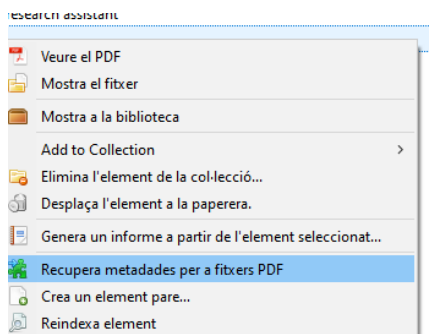 research assistant
Veure el PDF
Mostra el fitxer
Mostra a la biblioteca
Add to Collection
Elimina l'element de la col·lecció...
Desplaça l'element a la paperera.
Genera un informe a partir de l'element seleccionat...
Recupera metadades per a fitxers PDF
Crea un element pare...
Reindexa element